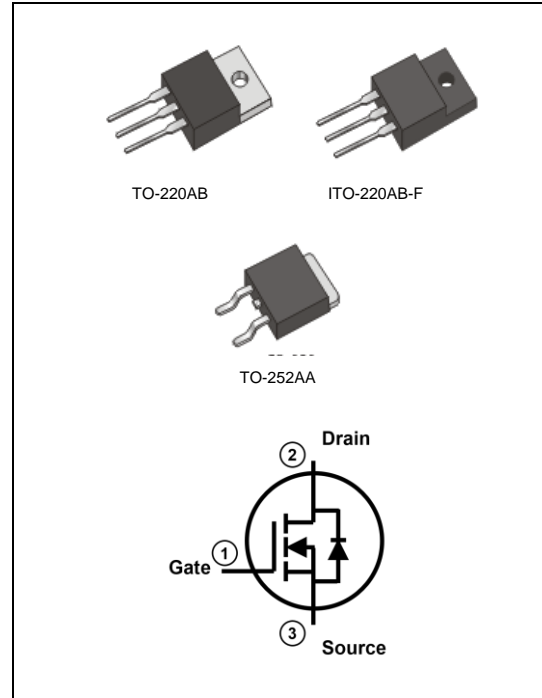 TO-220AB ITO-220AB-F
TO-252AA
② Drain
Gate ①
③ Source